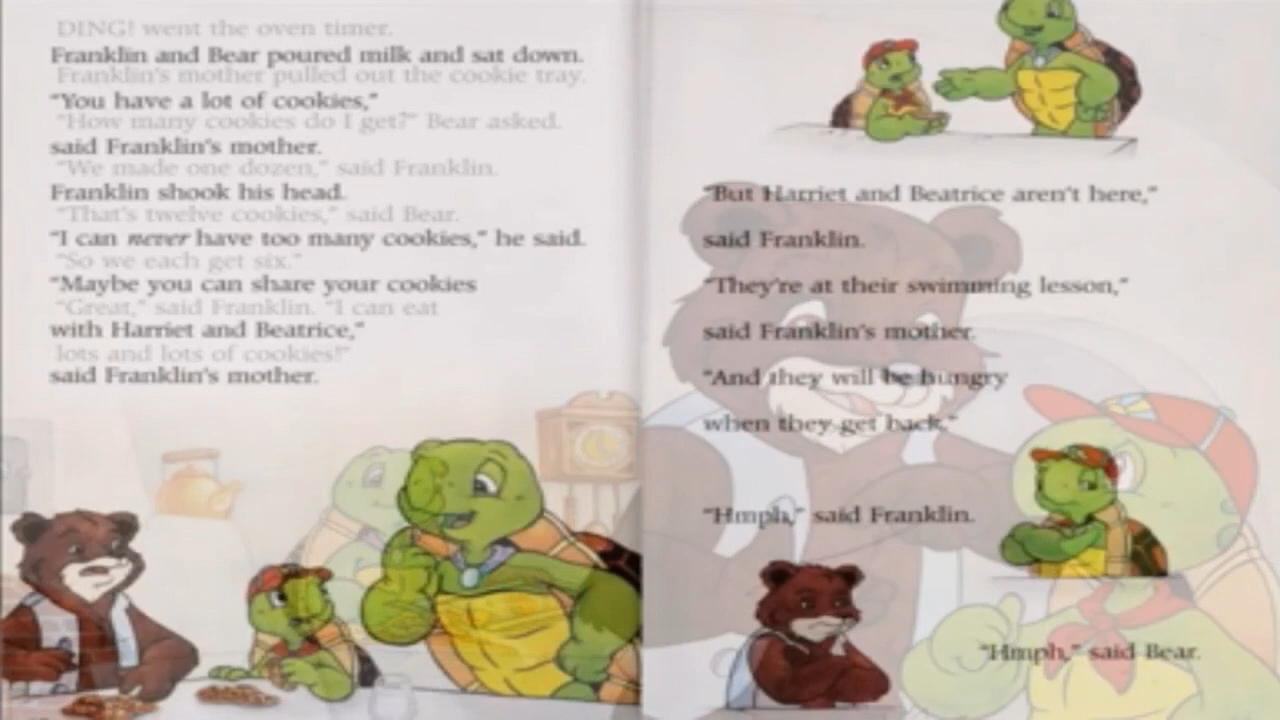 DING! went the oven timer.
Franklin and Bear poured milk and sat down.
Franklin's mother pulled out the cookie tray.
"You have a lot of cookies,"
"How many cookies do I get?" Bear asked.
said Franklin's mother.
"We made one dozen," said Franklin.
Franklin shook his head.
"That's twelve cookies," said Bear.
"I can never have too many cookies," he said.
"So we each get six."
"Maybe you can share your cookies
"Great," said Franklin. "I can eat
with Harriet and Beatrice,"
lots and lots of cookies!"
said Franklin's mother.
"But Harriet and Beatrice aren't here,"
said Franklin.
"They're at their swimming lesson,"
said Franklin's mother.
"And they will be hungry
when they get back."
"Hmph," said Franklin.
"Hmph," said Bear.